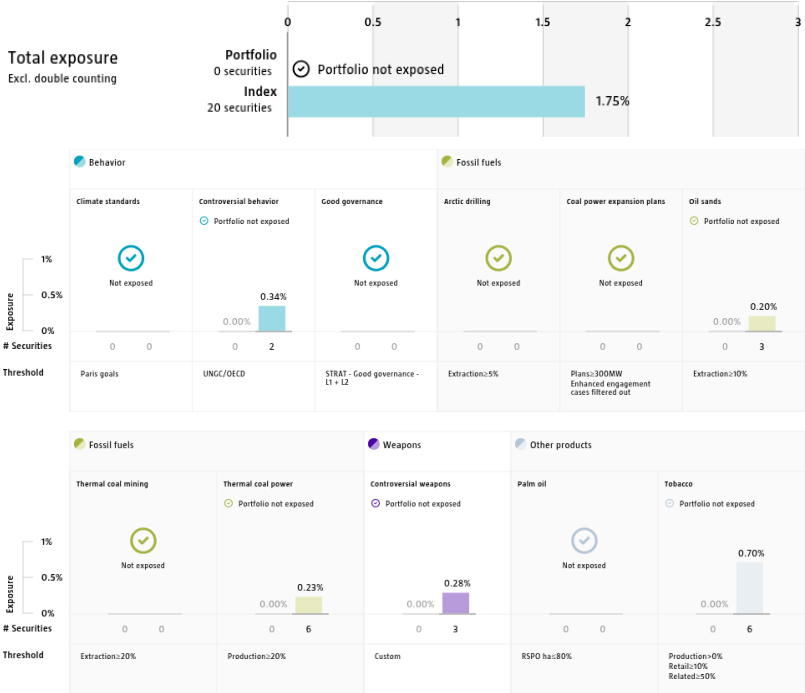 0 0.5 1 1.5 2 2.5 3
Total exposure
Excl. double counting
Portfolio
0 securities
Portfolio not exposed
Index
20 securities
1.75%
Behavior
Fossil fuels
Climate standards
Controversial behavior
Good governance
Arctic drilling
Coal power expansion plans
Oil sands
Portfolio not exposed
Portfolio not exposed
Not exposed
Not exposed
Not exposed
Not exposed
Exposure
1%
0.5%
0%
0.00% 0.34%
0.00% 0.20%
# Securities
0 0 0 2 0 0 0 0 0 0 0 3
Threshold
Paris goals
UNGC/OECD
STRAT - Good governance -
L1 + L2
Extraction≥5%
Plans≥300MW
Enhanced engagement
cases filtered out
Extraction≥10%
Fossil fuels
Weapons
Other products
Thermal coal mining
Thermal coal power
Controversial weapons
Palm oil
Tobacco
Portfolio not exposed
Portfolio not exposed
Portfolio not exposed
Not exposed
Not exposed
Exposure
1%
0.5%
0%
0.00% 0.23%
0.00% 0.28%
0.00% 0.70%
# Securities
0 0 0 6 0 3 0 0 0 6
Threshold
Extraction≥20%
Production≥20%
Custom
RSPO ha≤80%
Production>0%
Retail≥10%
Related≥50%